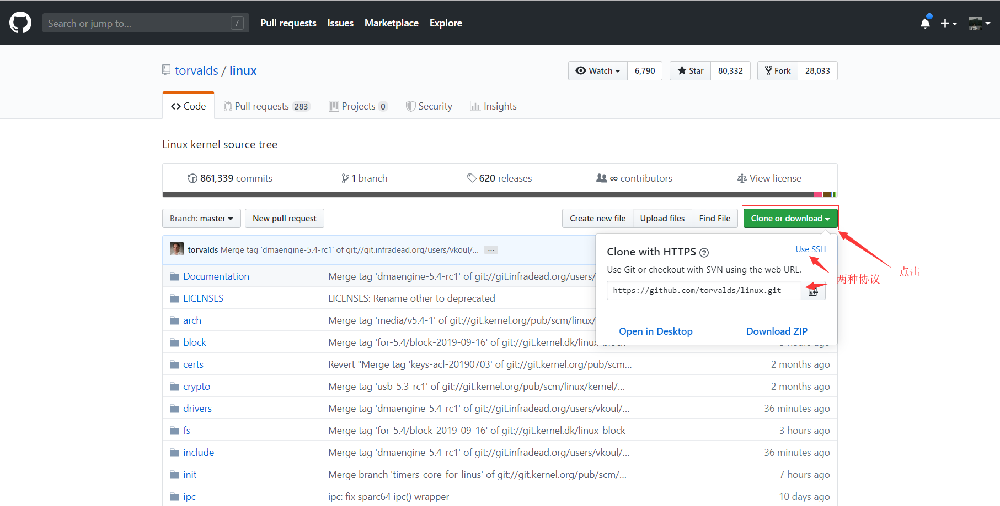 Search or jump to... /
Pull requests Issues Marketplace Explore
torvalds / linux
Watch 6,790 Star 80,332 Fork 28,033
Code Pull requests 283 Projects 0 Security Insights
Linux kernel source tree
861,339 commits 1 branch 620 releases ∞ contributors View license
Branch: master New pull request Create new file Upload files Find File Clone or download
torvalds Merge tag 'dmaengine-5.4-rc1' of git://git.infradead.org/users/vkoul/... ...
Clone with HTTPS ? Use SSH
Use Git or checkout with SVN using the web URL.
https://github.com/torvalds/linux.git
Open in Desktop Download ZIP
点击
两种协议
Documentation Merge tag 'dmaengine-5.4-rc1' of git://git.infradead.org/users/
LICENSES LICENSES: Rename other to deprecated
arch Merge tag 'media/v5.4-1' of git://git.kernel.org/pub/scm/linux/
block Merge tag 'for-5.4/block-2019-09-16' of git://git.kernel.dk/linux-block hours ago
certs Revert "Merge tag 'keys-acl-20190703' of git://git.kernel.org/pub/scm... 2 months ago
crypto Merge tag 'usb-5.3-rc1' of git://git.kernel.org/pub/scm/linux/kernel/... 2 months ago
drivers Merge tag 'dmaengine-5.4-rc1' of git://git.infradead.org/users/vkoul/... 36 minutes ago
fs Merge tag 'for-5.4/block-2019-09-16' of git://git.kernel.dk/linux-block 3 hours ago
include Merge tag 'dmaengine-5.4-rc1' of git://git.infradead.org/users/vkoul/... 36 minutes ago
init Merge branch 'timers-core-for-linus' of git://git.kernel.org/pub/scm/... 7 hours ago
ipc ipc: fix sparc64 ipc() wrapper 10 days ago